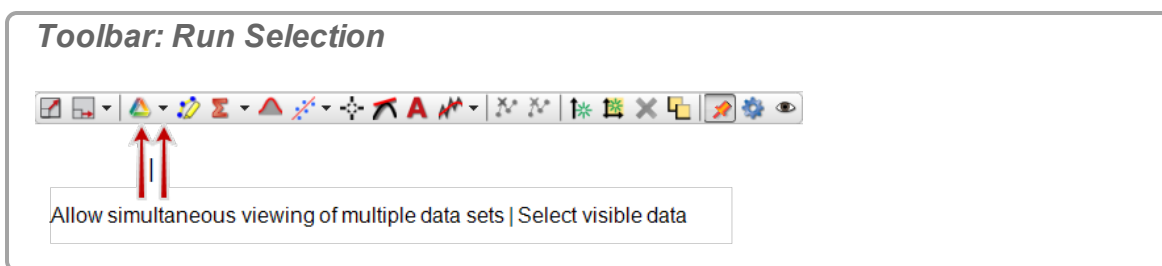 Toolbar: Run Selection
Σ
A
|
Allow simultaneous viewing of multiple data sets | Select visible data